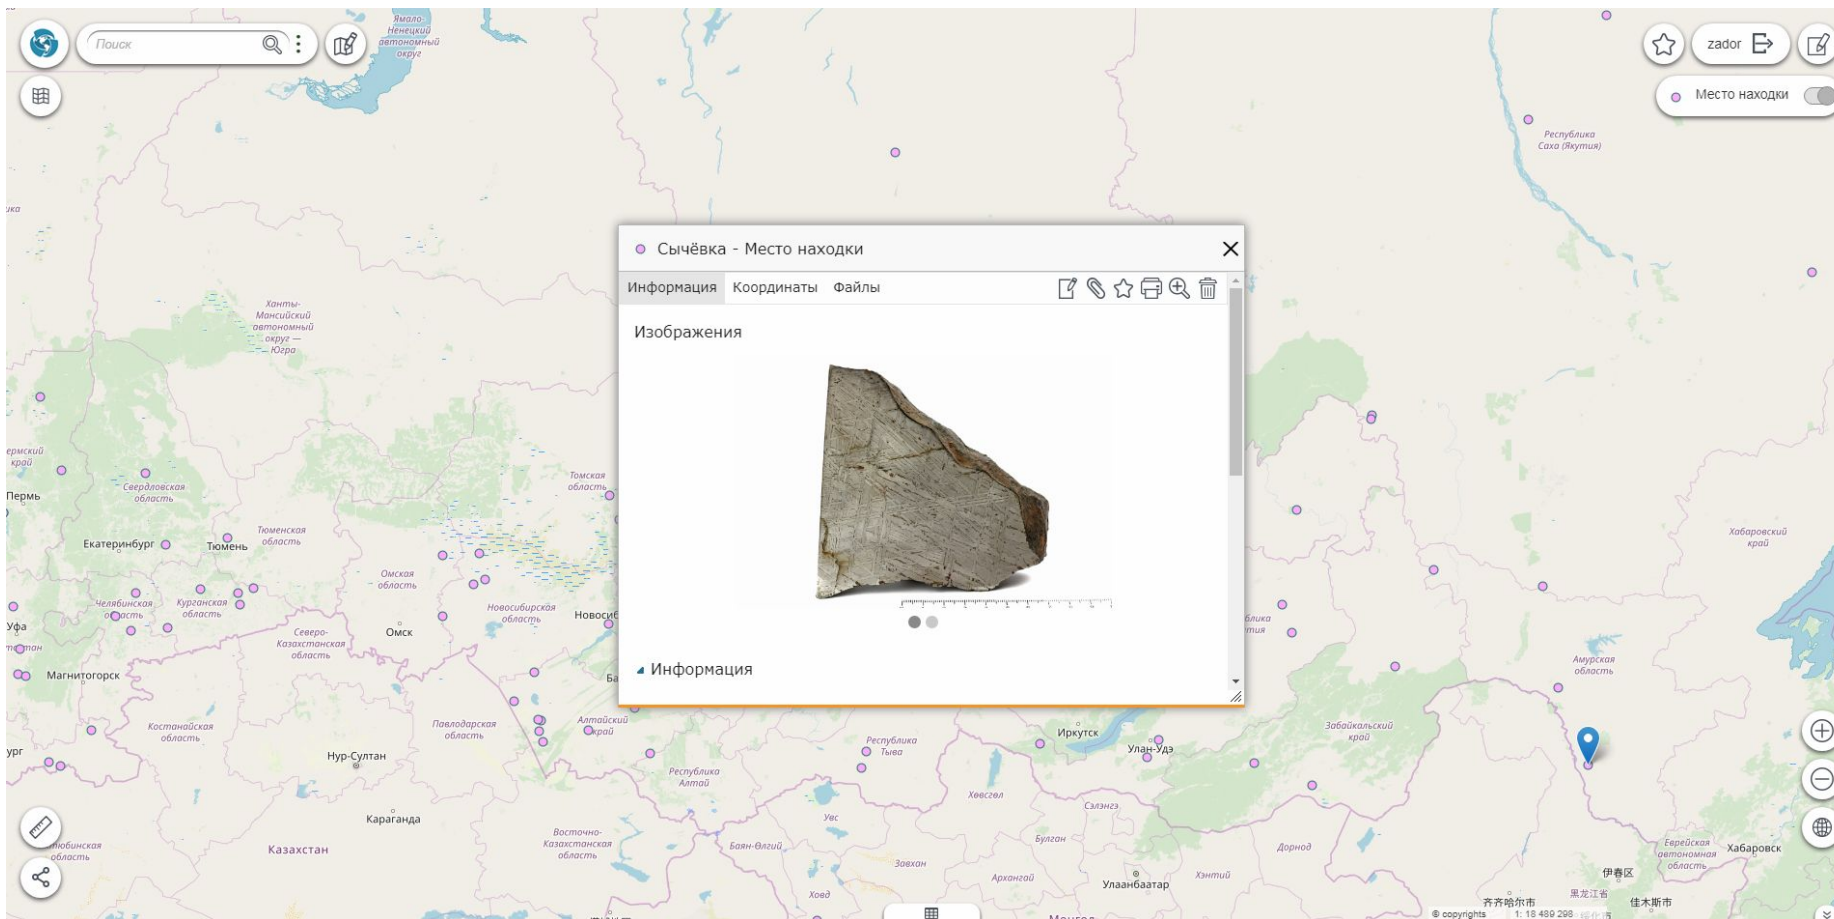 Поиск
zador
Место находки
Ямало-
Ненецкий
автономный
округ
Республика
Саха (Якутия)
Сычёвка - Место находки
Информация Координаты Файлы
Изображения
Информация
Ханты-
Мансийский
автономный
округ —
Югра
край
Пермь
Свердловская
область
Томская
область
Тюменская
область
Екатеринбург
Тюмень
Хабаровский
край
Омская
область
Челябинская
область
Курганская
область
Новосибирская
область
Уфа
Северо-
Казахстанская
область
Омск
Магнитогорск
Амурская
область
Костанайская
область
Павлодарская
область
Алтайский
край
Нур-Султан
Республика
Тыва
Иркутск
Улан-Удэ
Забайкальский
край
Республика
Алтай
Хөвсгөл
Сэлэнгэ
Караганда
Увс
Булган
Восточно-
Казахстанская
область
Баян-Өлгий
Завхан
Дорнод
Еврейская
автономная
область
Хабаровск
область
Казахстан
Архангай
Хэнтий
Улаанбаатар
Ховд
伊春区
黑龙江省
齐齐哈尔市
佳木斯市
© copyrights
1: 18 489 298